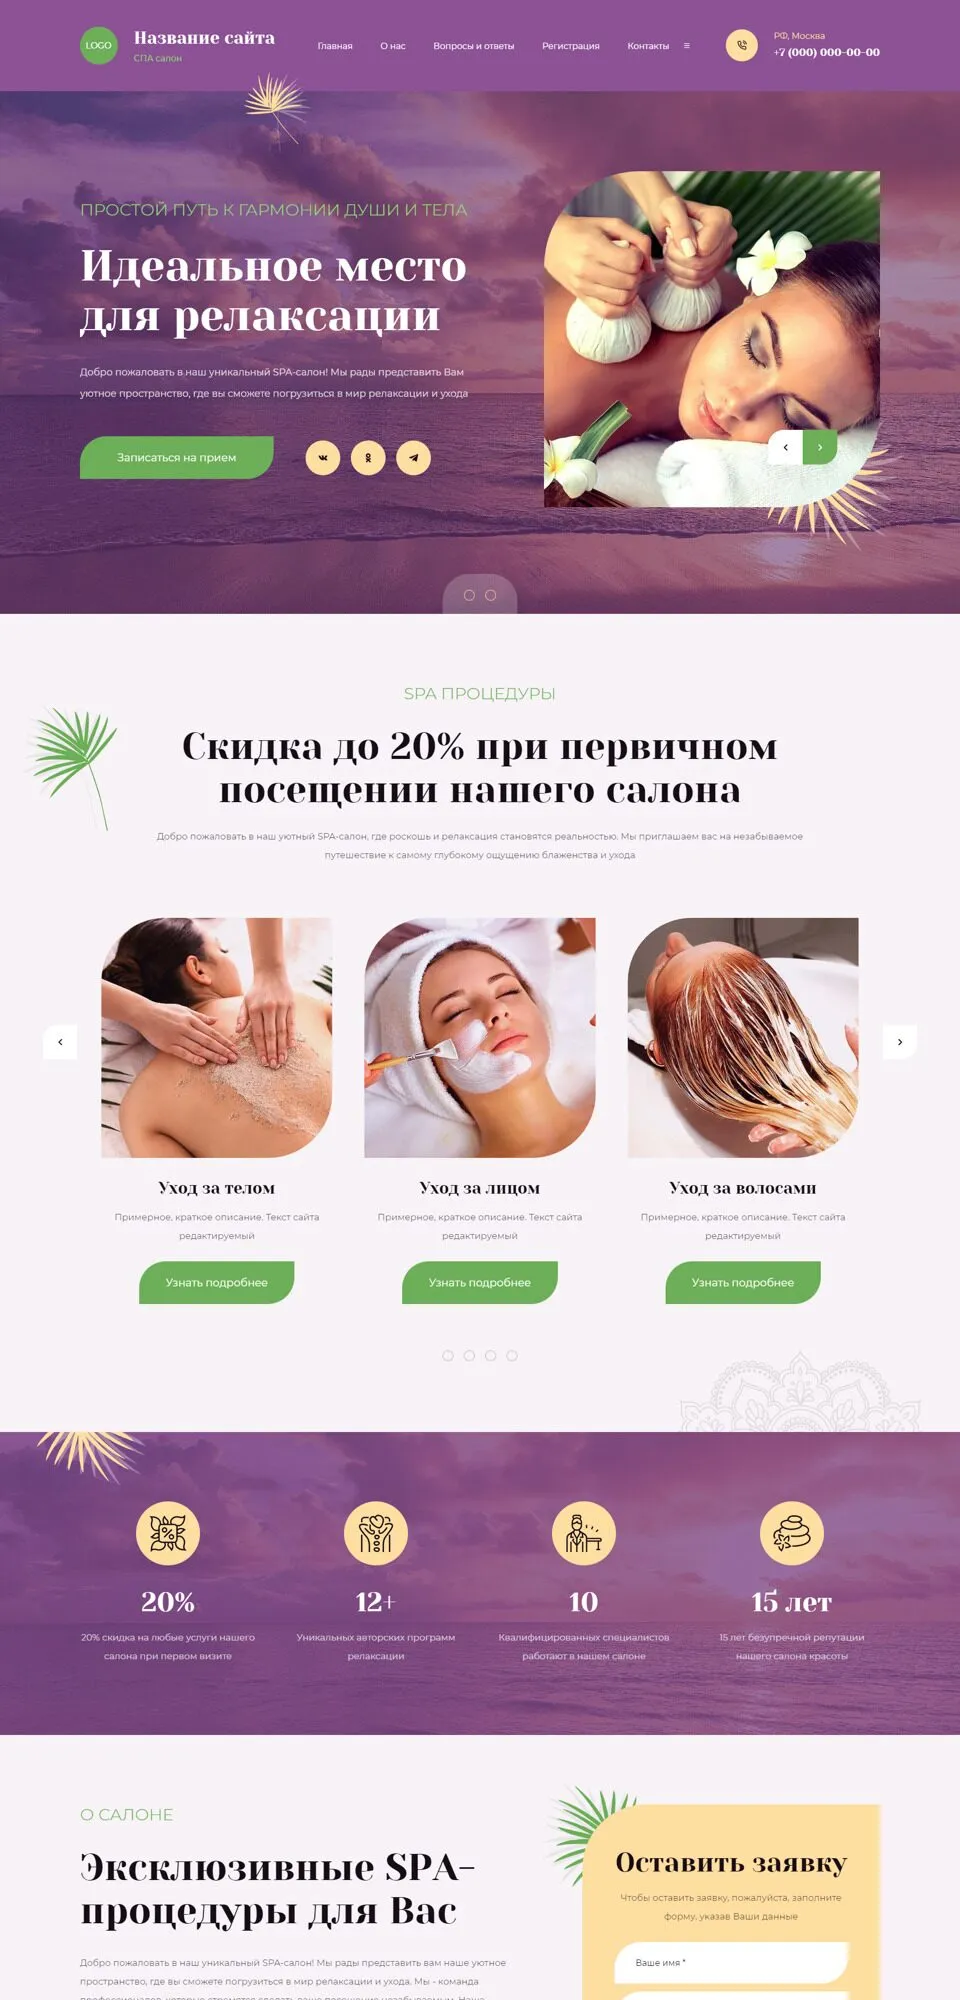 LOGO
Название сайта
СПА салон
Главная
О нас
Вопросы и ответы
Регистрация
Контакты
РФ, Москва
+7 (000) 000-00-00
ПРОСТОЙ ПУТЬ К ГАРМОНИИ ДУШИ И ТЕЛА
Идеальное место
для релаксации
Добро пожаловать в наш уникальный SPA-салон! Мы рады представить Вам
уютное пространство, где вы сможете погрузиться в мир релаксации и ухода
Записаться на прием
SPA ПРОЦЕДУРЫ
Скидка до 20% при первичном
посещении нашего салона
Добро пожаловать в наш уютный SPA-салон, где роскошь и релаксация становятся реальностью. Мы приглашаем вас на незабываемое
путешествие к самому глубокому ощущению блаженства и ухода
Уход за телом
Примерное, краткое описание. Текст сайта
редактируемый
Узнать подробнее
Уход за лицом
Примерное, краткое описание. Текст сайта
редактируемый
Узнать подробнее
Уход за волосами
Примерное, краткое описание. Текст сайта
редактируемый
Узнать подробнее
20%
20% скидка на любые услуги нашего
салона при первом визите
12+
Уникальных авторских программ
релаксации
10
Квалифицированных специалистов
работают в нашем салоне
15 лет
15 лет безупречной репутации
нашего салона красоты
О САЛОНЕ
Эксклюзивные SPA-
процедуры для Вас
Добро пожаловать в наш уникальный SPA-салон! Мы рады представить вам наше уютное
пространство, где вы сможете погрузиться в мир релаксации и ухода. Мы - команда
Оставить заявку
Чтобы оставить заявку, пожалуйста, заполните
форму, указав Ваши данные
Ваше имя *